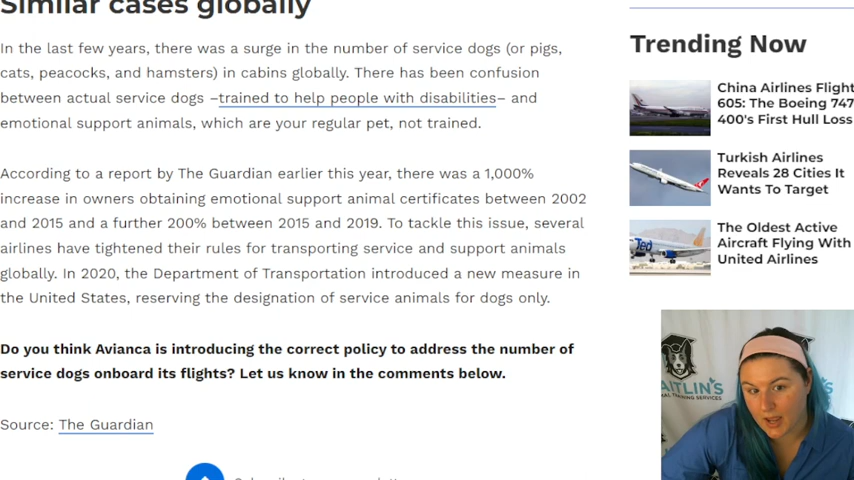 Similar cases globally
In the last few years, there was a surge in the number of service dogs (or pigs,
cats, peacocks, and hamsters) in cabins globally. There has been confusion
between actual service dogs –trained to help people with disabilities– and
emotional support animals, which are your regular pet, not trained.
According to a report by The Guardian earlier this year, there was a 1,000%
increase in owners obtaining emotional support animal certificates between 2002
and 2015 and a further 200% between 2015 and 2019. To tackle this issue, several
airlines have tightened their rules for transporting service and support animals
globally. In 2020, the Department of Transportation introduced a new measure in
the United States, reserving the designation of service animals for dogs only.
Do you think Avianca is introducing the correct policy to address the number of
service dogs onboard its flights? Let us know in the comments below.
Source: The Guardian
Trending Now
China Airlines Flight
605: The Boeing 747
400's First Hull Loss
Turkish Airlines
Reveals 28 Cities It
Wants To Target
The Oldest Active
Aircraft Flying With
United Airlines
Ted
AITLIN'S
NAL TRAINING SERVICES